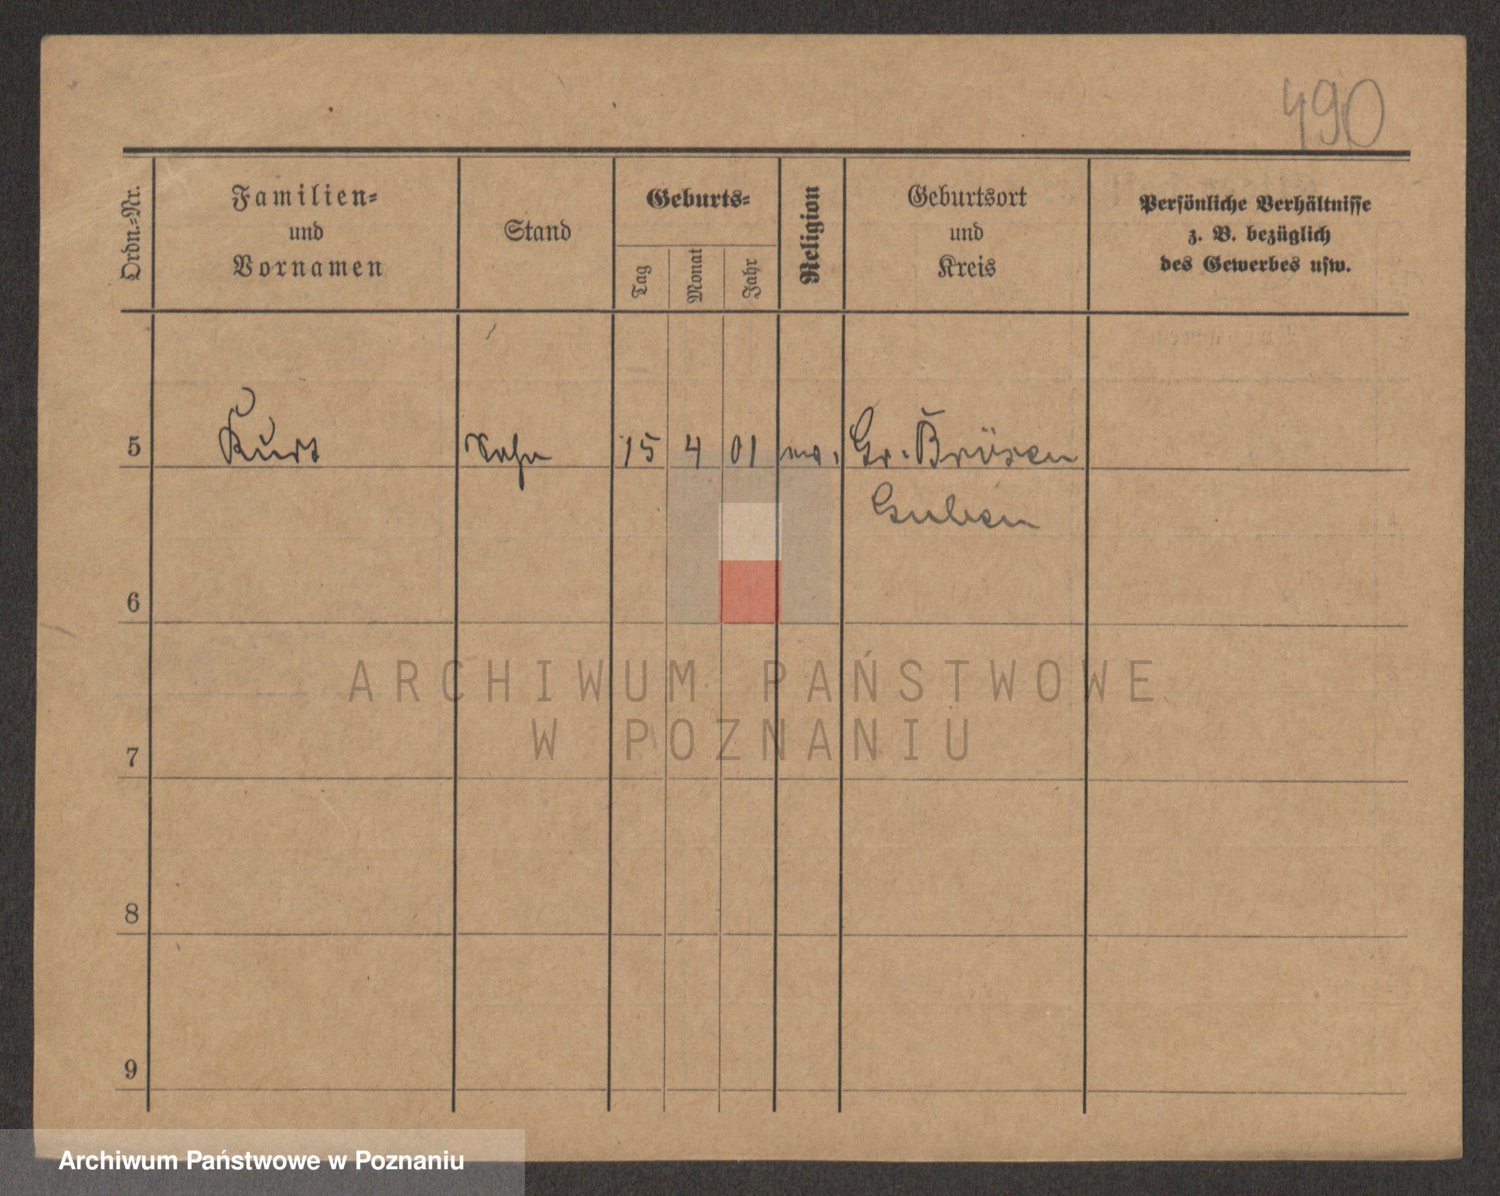 490
Ordn.-Nr.
Familien-
und
Vornamen
Stand
Geburts-
Tag
Monat
Jahr
Religion
Geburtsort
und
Kreis
Persönliche Verhältnisse
z. B. bezüglich
des Gewerbes usw.
5 Kurt Sohn 15 4 01 ev. Gr. Brösen
Guben
6
7
8
9
ARCHIWUM PAŃSTWOWE
W POZNANIU
Archiwum Państwowe w Poznaniu